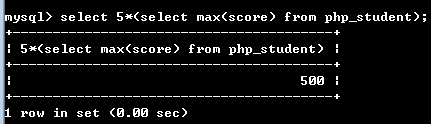 mysql> select 5*(select max(score) from php_student);
+---------------------------------------+
| 5*(select max(score) from php_student) |
+---------------------------------------+
|                                   500 |
+---------------------------------------+
1 row in set (0.00 sec)